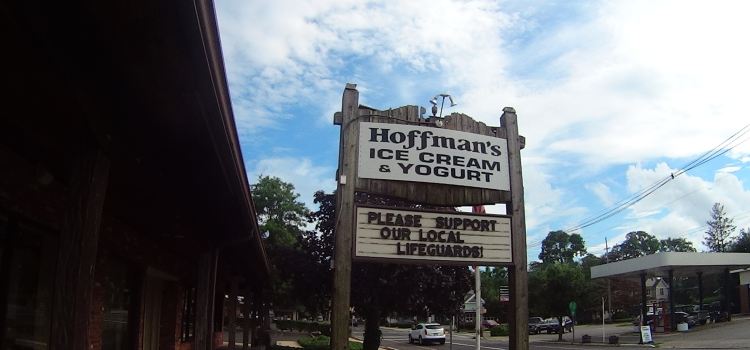 Hoffman's
ICE CREAM
& YOGURT
PLEASE SUPPORT
OUR LOCAL
LIFEGUARDS!